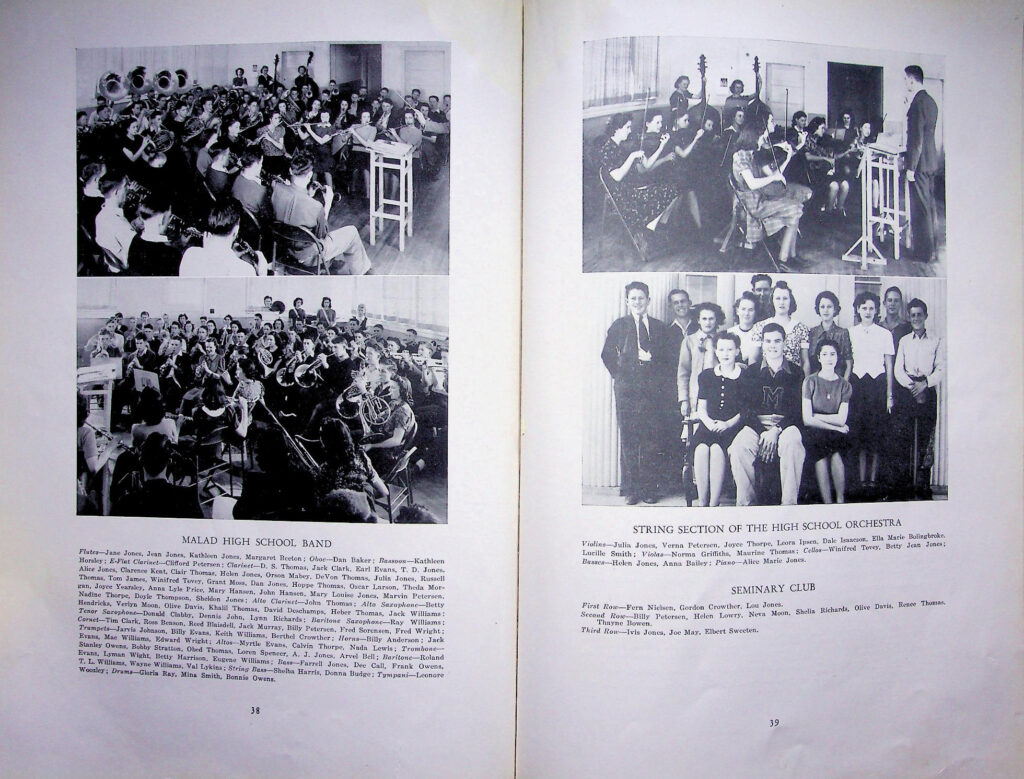 MALAD HIGH SCHOOL BAND
Flutes—Jane Jones, Jean Jones, Kathleen Jones, Margaret Beeton; Oboe—Dan Baker; Bassoon—Kathleen
Horsley; E-Flat Clarinet—Clifford Petersen; Clarinet—D. S. Thomas, Jack Clark, Earl Evans, T. D. Jones,
Alice Jones, Clarence Kent, Clair Thomas, Helen Jones, Orson Mabey, DeVon Thomas, Julia Jones, Russell
Thomas, Tom James, Winifred Tovey, Grant Moss, Dan Jones, Hoppe Thomas, Oscar Larson, Theda Mor-
gan, Joyce Yearsley, Anna Lyle Price, Mary Hansen, John Hansen, Mary Louise Jones, Marvin Petersen,
Nadine Thorpe, Doyle Thompson, Sheldon Jones; Alto Clarinet—John Thomas; Alto Saxophone—Betty
Hendricks, Verlyn Moon, Olive Davis, Khalil Thomas, David Deschamps, Heber Thomas, Jack Williams;
Tenor Saxophone—Donald Clabby, Dennis John, Lynn Richards; Baritone Saxophone—Ray Williams;
Cornet—Tim Clark, Ross Benson, Reed Blaisdell, Jack Murray, Billy Petersen, Fred Sorensen, Fred Wright;
Trumpets—Jarvis Johnson, Billy Evans, Keith Williams, Berthel Crowther; Horns—Billy Anderson; Jack
Evans, Mae Williams, Edward Wright; Altos—Myrtle Evans, Calvin Thorpe, Nada Lewis; Trombone—
Stanley Owens, Bobby Stratton, Obed Thomas, Loren Spencer, A. J. Jones, Arvel Bell; Baritone—Roland
Evans, Lyman Wight, Betty Harrison, Eugene Williams; Bass—Farrell Jones, Dee Call, Frank Owens,
T. L. Williams, Wayne Williams, Val Lykins; String Bass—Shelba Harris, Donna Budge; Tympani—Leonore
Woozley; Drums—Gloria Ray, Mina Smith, Bonnie Owens.
38
M
STRING SECTION OF THE HIGH SCHOOL ORCHESTRA
Violins—Julia Jones, Verna Petersen, Joyce Thorpe, Leora Ipsen, Dale Isaacson, Ella Marie Bolingbroke,
Lucille Smith; Violas—Norma Griffiths, Maurine Thomas; Cellos—Winifred Tovey, Betty Jean Jones;
Basses—Helen Jones, Anna Bailey; Piano—Alice Marie Jones.
SEMINARY CLUB
First Row—Fern Nielsen, Gordon Crowther, Lou Jones.
Second Row—Billy Petersen, Helen Lowry, Neva Moon, Shelia Richards, Olive Davis, Renee Thomas,
Thayne Bowen.
Third Row—Ivis Jones, Joe May, Elbert Sweeten.
39